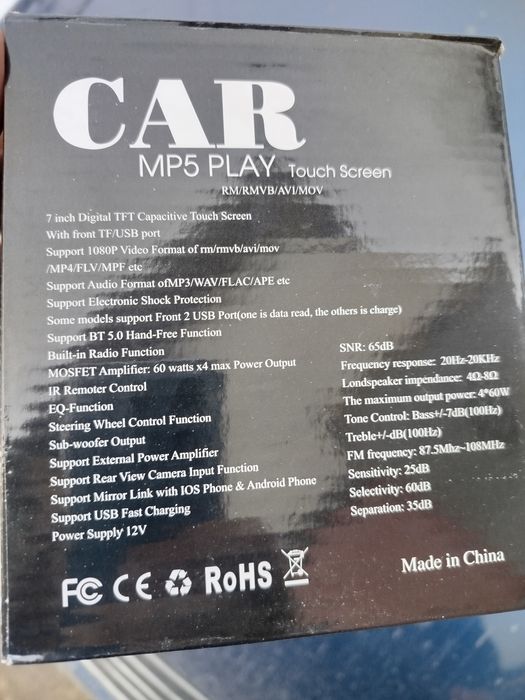 CAR
MP5 PLAY Touch Screen
RM/RMVB/AVI/MOV
7 inch Digital TFT Capacitive Touch Screen
With front TF/USB port
Support 1080P Video Format of rm/rmvb/avi/mov
/MP4/FLV/MPF etc
Support Audio Format ofMP3/WAV/FLAC/APE etc
Support Electronic Shock Protection
Some models support Front 2 USB Port(one is data read, the others is charge)
Support BT 5.0 Hand-Free Function
Built-in Radio Function
MOSFET Amplifier: 60 watts x4 max Power Output
IR Remoter Control
EQ-Function
Steering Wheel Control Function
Sub-woofer Output
Support External Power Amplifier
Support Rear View Camera Input Function
Support Mirror Link with IOS Phone & Android Phone
Support USB Fast Charging
Power Supply 12V
SNR: 65dB
Frequency response: 20Hz-20KHz
Londspeaker impendance: 4Ω-8Ω
The maximum output power: 4*60W
Tone Control: Bass+/-7dB(100Hz)
Treble+/-dB(100Hz)
FM frequency: 87.5Mhz~108MHz
Sensitivity: 25dB
Selectivity: 60dB
Separation: 35dB
FC CE RoHS
Made in China